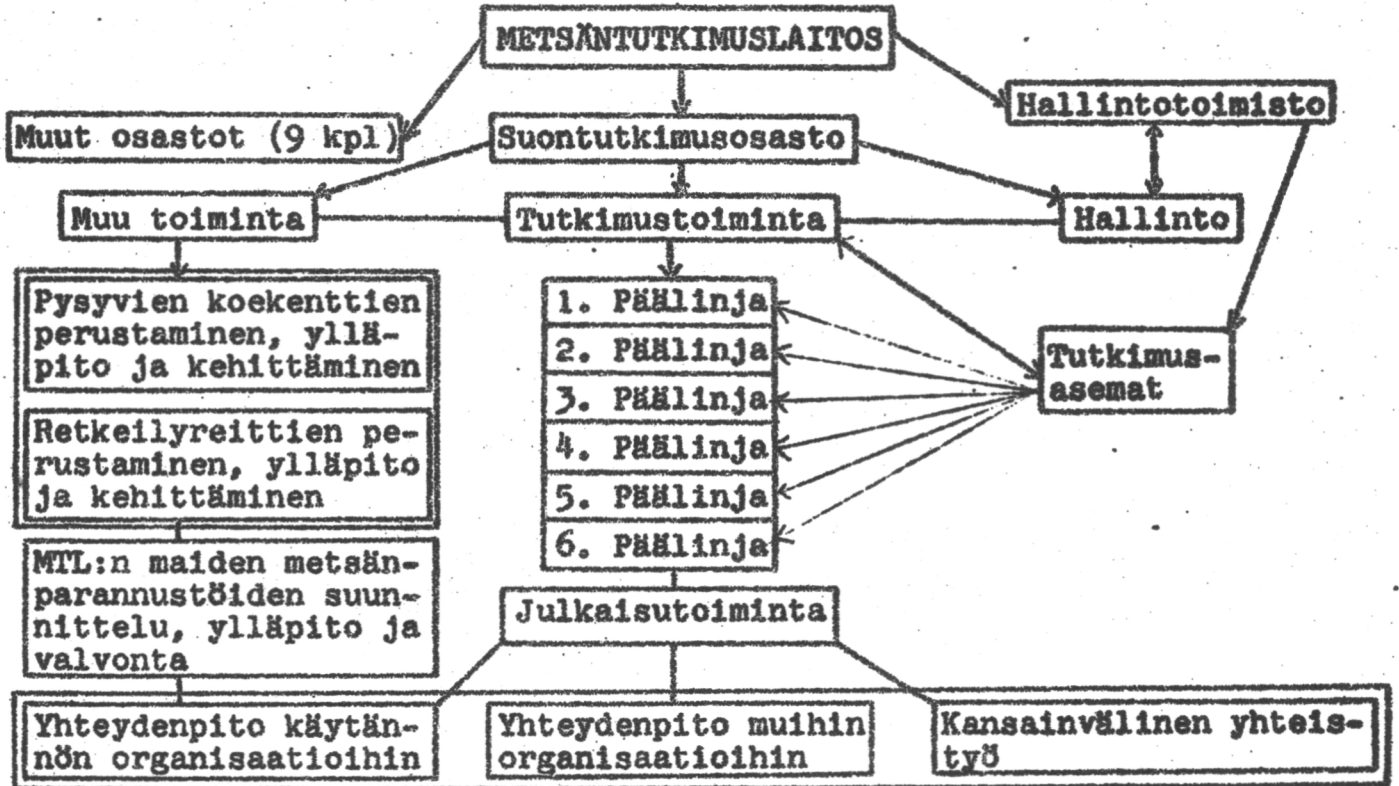 METSÄNTUTKIMUSLAITOS
Hallintotoimisto
Muut osastot (9 kpl)
Suontutkimusosasto
Muu toiminta
Tutkimustoiminta
Hallinto
Pysyvien koekenttien
perustaminen, yllä-
pito ja kehittäminen
Retkeilyreittien pe-
rustaminen, ylläpito
ja kehittäminen
MTL:n maiden metsän-
parannustöiden suun-
nittelu, ylläpito ja
valvonta
1. Päälinja
2. Päälinja
3. Päälinja
4. Päälinja
5. Päälinja
6. Päälinja
Tutkimus-
asemat
Julkaisutoiminta
Yhteydenpito käytän-
nön organisaatioihin
Yhteydenpito muihin
organisaatioihin
Kansainvälinen yhteis-
työ